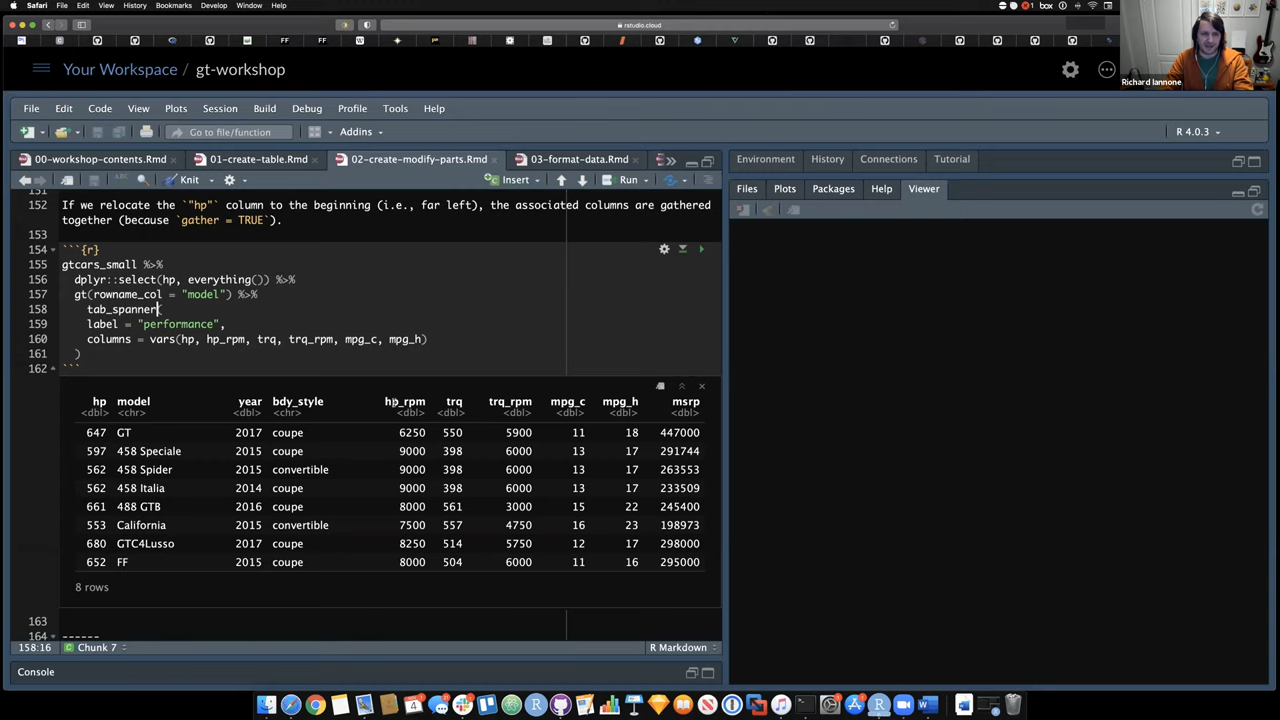 Safari File Edit View History Bookmarks Develop Window Help
box
rstudio.cloud
FF FF W
Richard Iannone
Your Workspace / gt-workshop
File Edit Code View Plots Session Build Debug Profile Tools Help
Go to file/function Addins R 4.0.3
00-workshop-contents.Rmd 01-create-table.Rmd 02-create-modify-parts.Rmd 03-format-data.Rmd
Environment History Connections Tutorial
Knit Insert Run
Files Plots Packages Help Viewer
151
152 If we relocate the `"hp"` column to the beginning (i.e., far left), the associated columns are gathered
together (because `gather = TRUE`).
153
154 ```{r}
155 gtcars_small %>%
156 dplyr::select(hp, everything()) %>%
157 gt(rowname_col = "model") %>%
158 tab_spanner(
159 label = "performance",
160 columns = vars(hp, hp_rpm, trq, trq_rpm, mpg_c, mpg_h)
161 )
162 ```
hp model year bdy_style hp_rpm trq trq_rpm mpg_c mpg_h msrp
<dbl> <chr> <dbl> <chr> <dbl> <dbl> <dbl> <dbl> <dbl> <dbl>
647 GT 2017 coupe 6250 550 5900 11 18 447000
597 458 Speciale 2015 coupe 9000 398 6000 13 17 291744
562 458 Spider 2015 convertible 9000 398 6000 13 17 263553
562 458 Italia 2014 coupe 9000 398 6000 13 17 233509
661 488 GTB 2016 coupe 8000 561 3000 15 22 245400
553 California 2015 convertible 7500 557 4750 16 23 198973
680 GTC4Lusso 2017 coupe 8250 514 5750 12 17 298000
652 FF 2015 coupe 8000 504 6000 11 16 295000
8 rows
163
164 ------
158:16 Chunk 7 R Markdown
Console